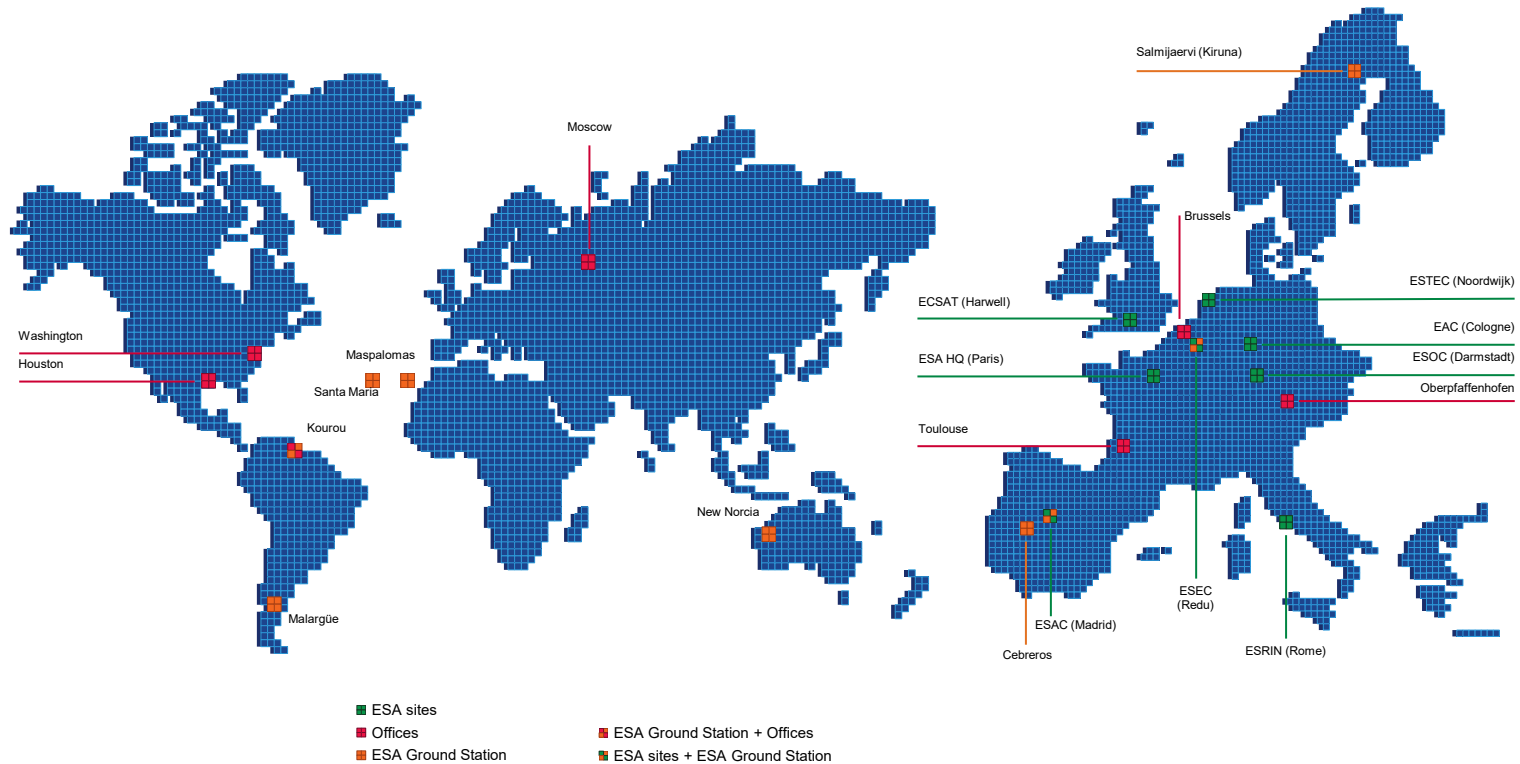 Salmijaervi (Kiruna)
Moscow
Brussels
ESTEC (Noordwijk)
ECSAT (Harwell)
EAC (Cologne)
Washington
Maspalomas
ESA HQ (Paris)
ESOC (Darmstadt)
Houston
Santa Maria
Oberpfaffenhofen
Kourou
Toulouse
New Norcia
ESEC
(Redu)
Malargüe
ESAC (Madrid)
Cebreros
ESRIN (Rome)
ESA sites
Offices
ESA Ground Station
ESA Ground Station + Offices
ESA sites + ESA Ground Station